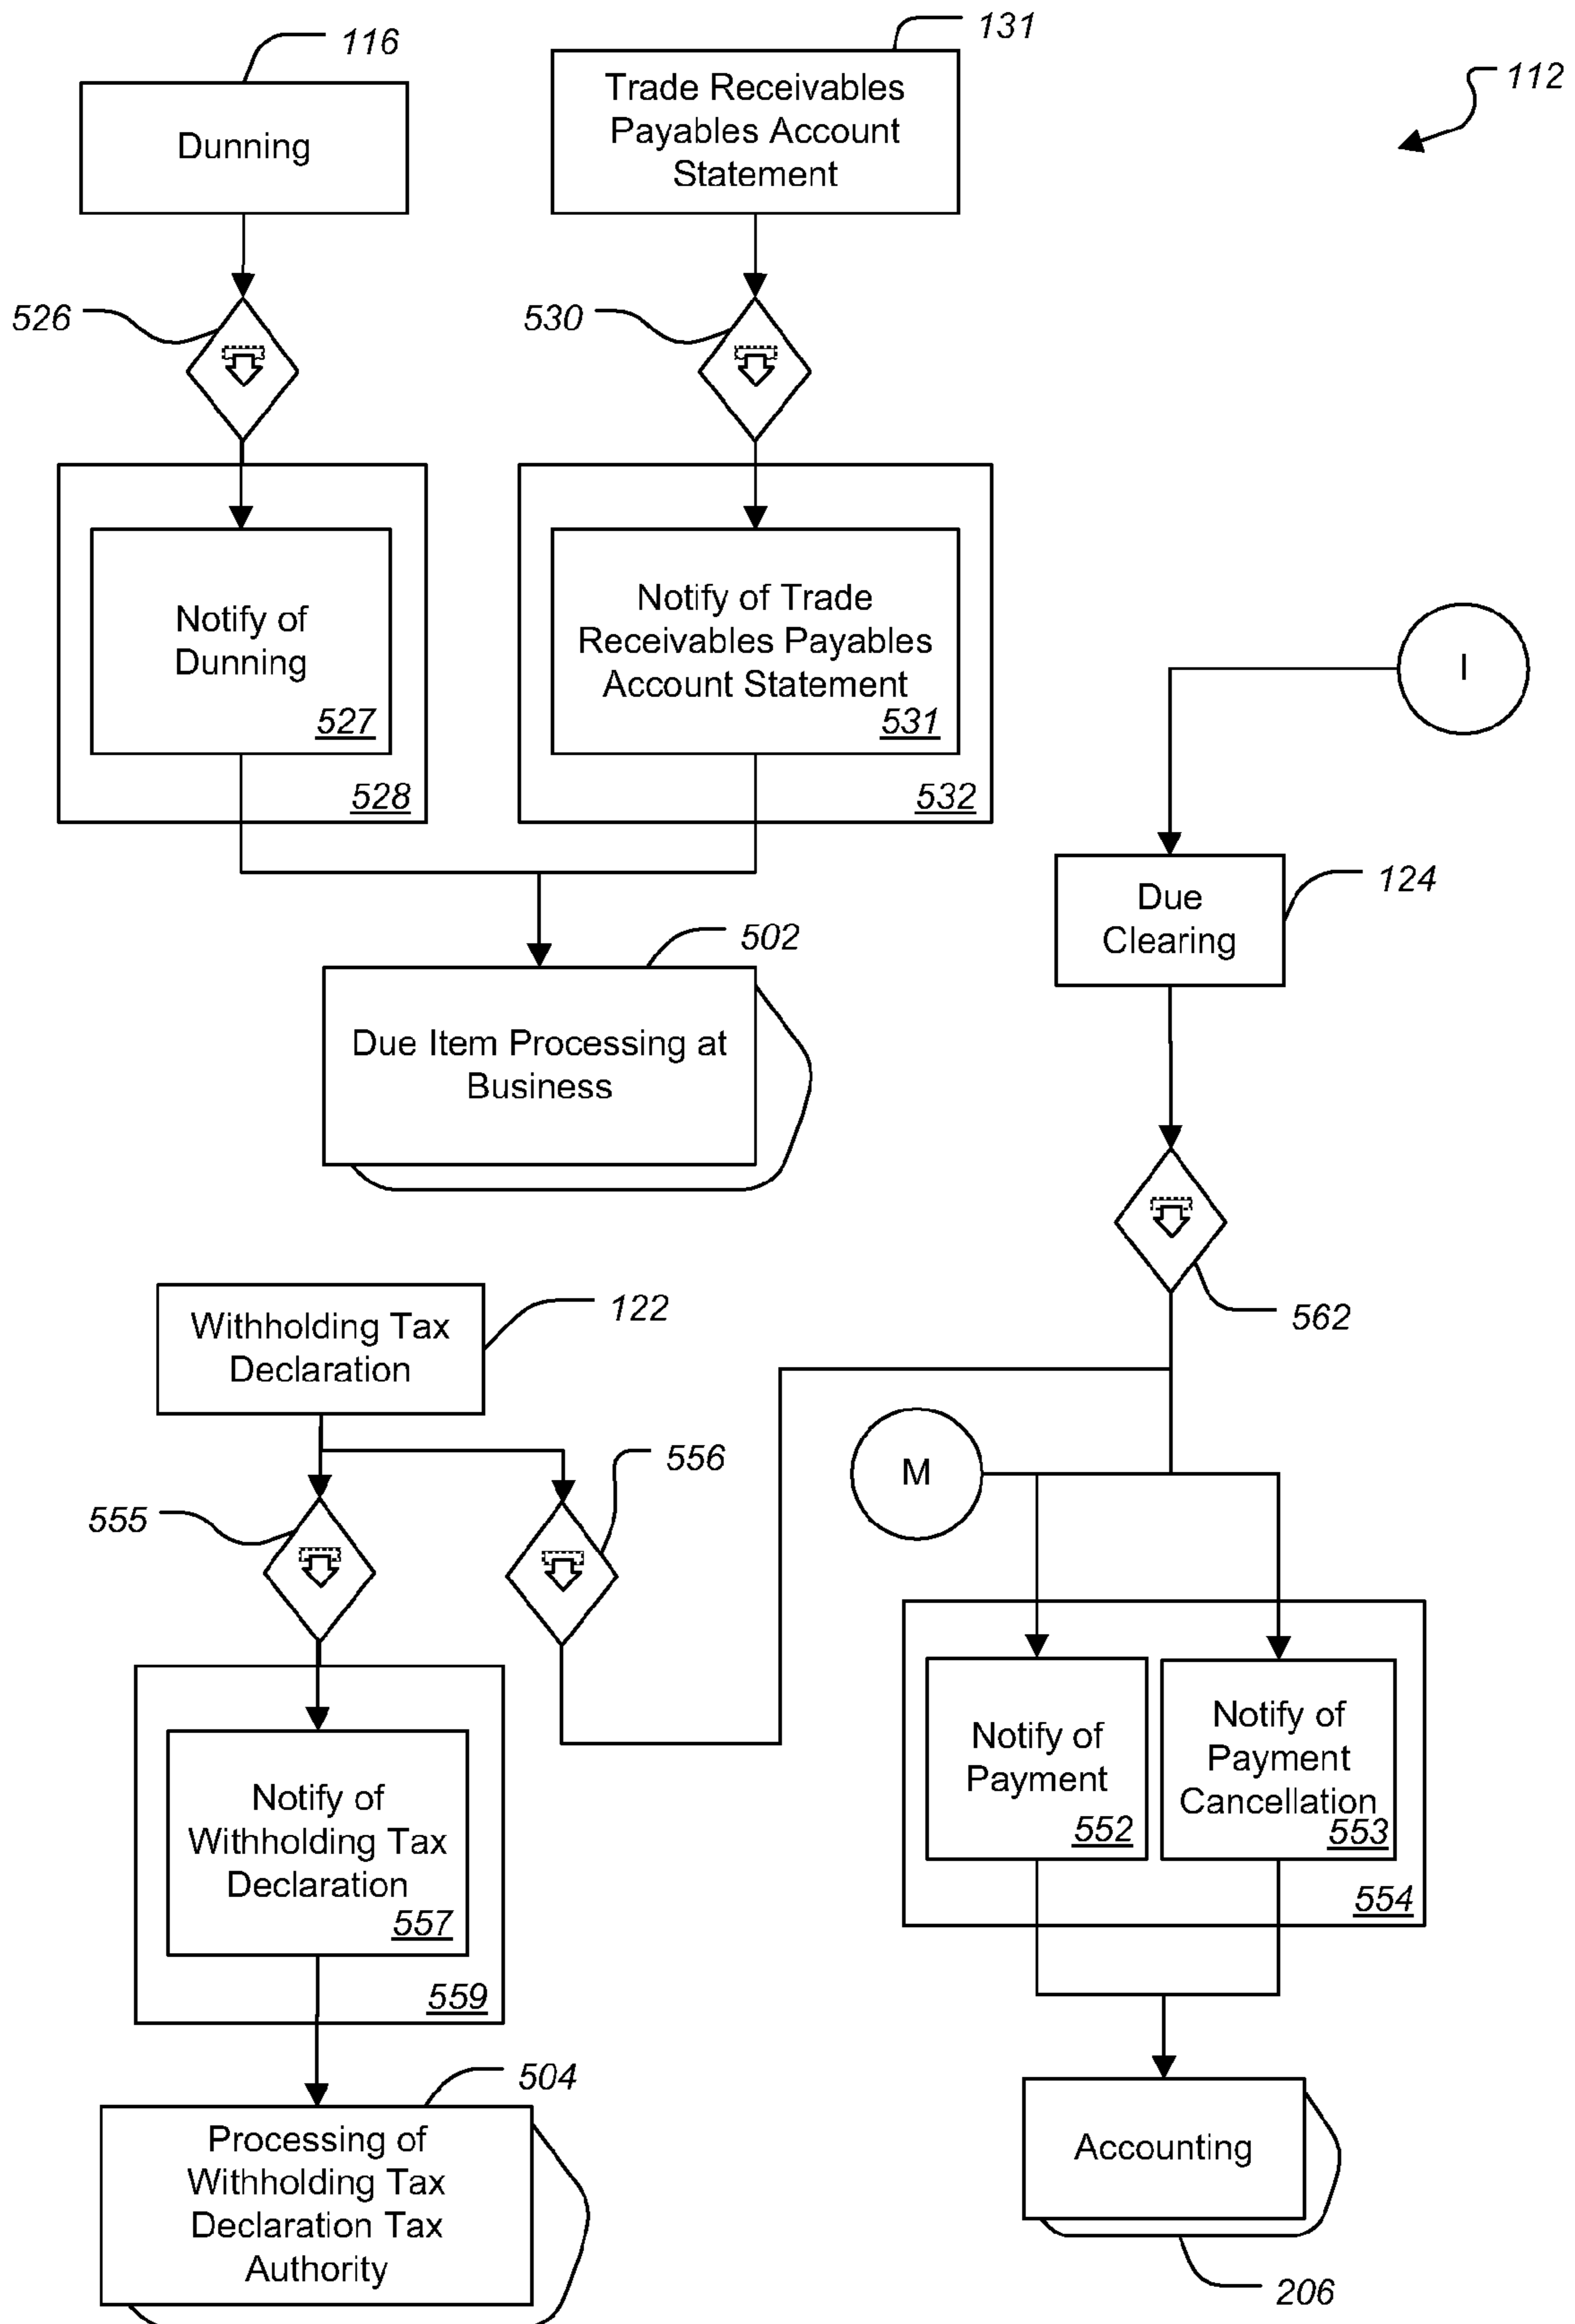 116
131
112
Dunning
Trade Receivables
Payables Account
Statement
526
530
Notify of
Dunning
527
528
Notify of Trade
Receivables Payables
Account Statement
531
532
I
Due
Clearing
124
502
Due Item Processing at
Business
562
Withholding Tax
Declaration
122
M
555
556
Notify of
Withholding Tax
Declaration
557
559
Notify of
Payment
552
Notify of
Payment
Cancellation
553
554
504
Processing of
Withholding Tax
Declaration Tax
Authority
Accounting
206